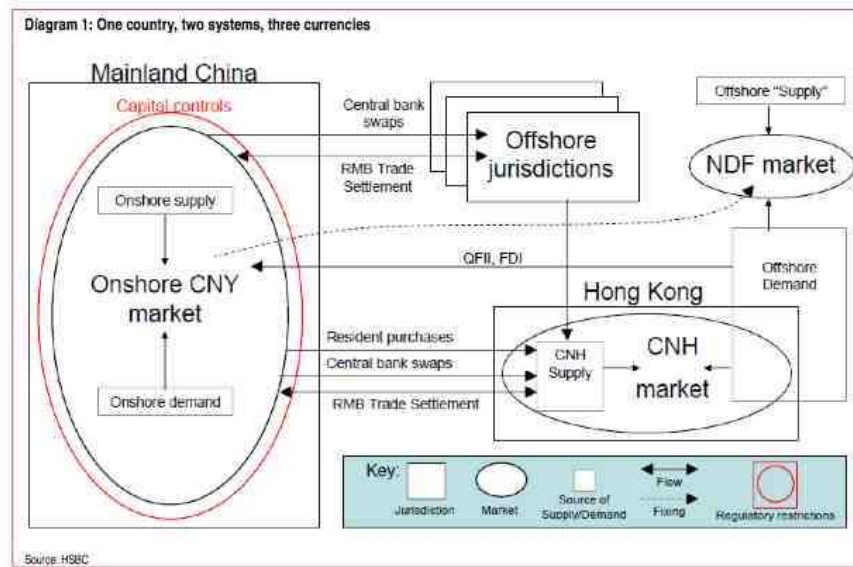 Diagram 1: One country, two systems, three currencies
Mainland China
Capital controls
Onshore supply
Onshore CNY
market
Onshore demand
Central bank
swaps
RMB Trade
Settlement
Offshore
jurisdictions
Offshore "Supply"
NDF market
QFII, FDI
Offshore
Demand
Hong Kong
Resident purchases
Central bank swaps
RMB Trade Settlement
CNH
Supply
CNH
market
Key:
Jurisdiction
Market
Source of
Supply/Demand
Flow
Fixing
Regulatory restrictions
Source: HSBC